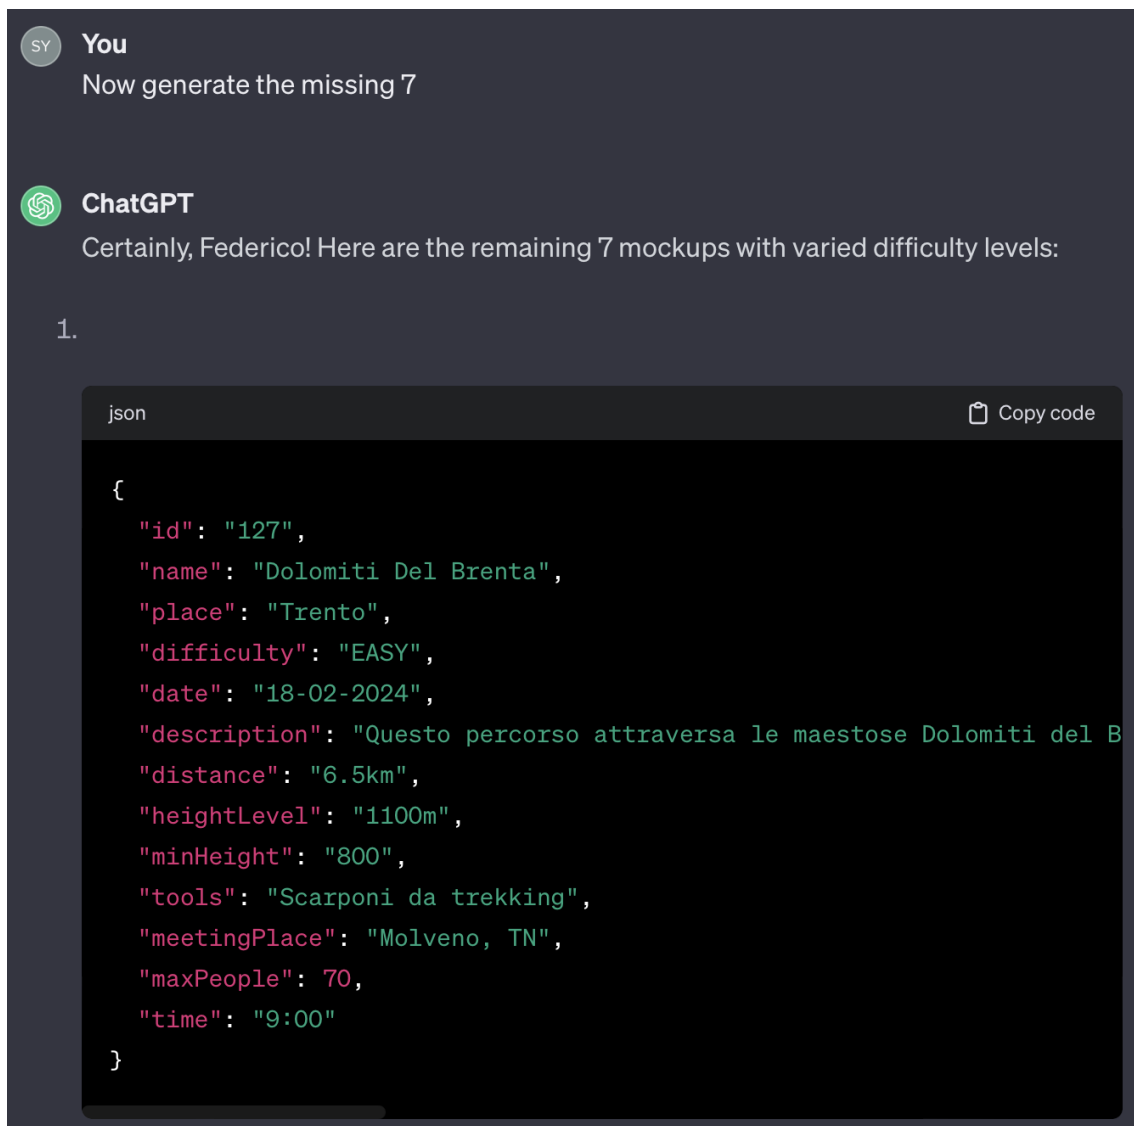 SY
You
Now generate the missing 7
ChatGPT
Certainly, Federico! Here are the remaining 7 mockups with varied difficulty levels:
1.
json
Copy code
{
"id": "127",
"name": "Dolomiti Del Brenta",
"place": "Trento",
"difficulty": "EASY",
"date": "18-02-2024",
"description": "Questo percorso attraversa le maestose Dolomiti del B
"distance": "6.5km",
"heightLevel": "1100m",
"minHeight": "800",
"tools": "Scarponi da trekking",
"meetingPlace": "Molveno, TN",
"maxPeople": 70,
"time": "9:00"
}